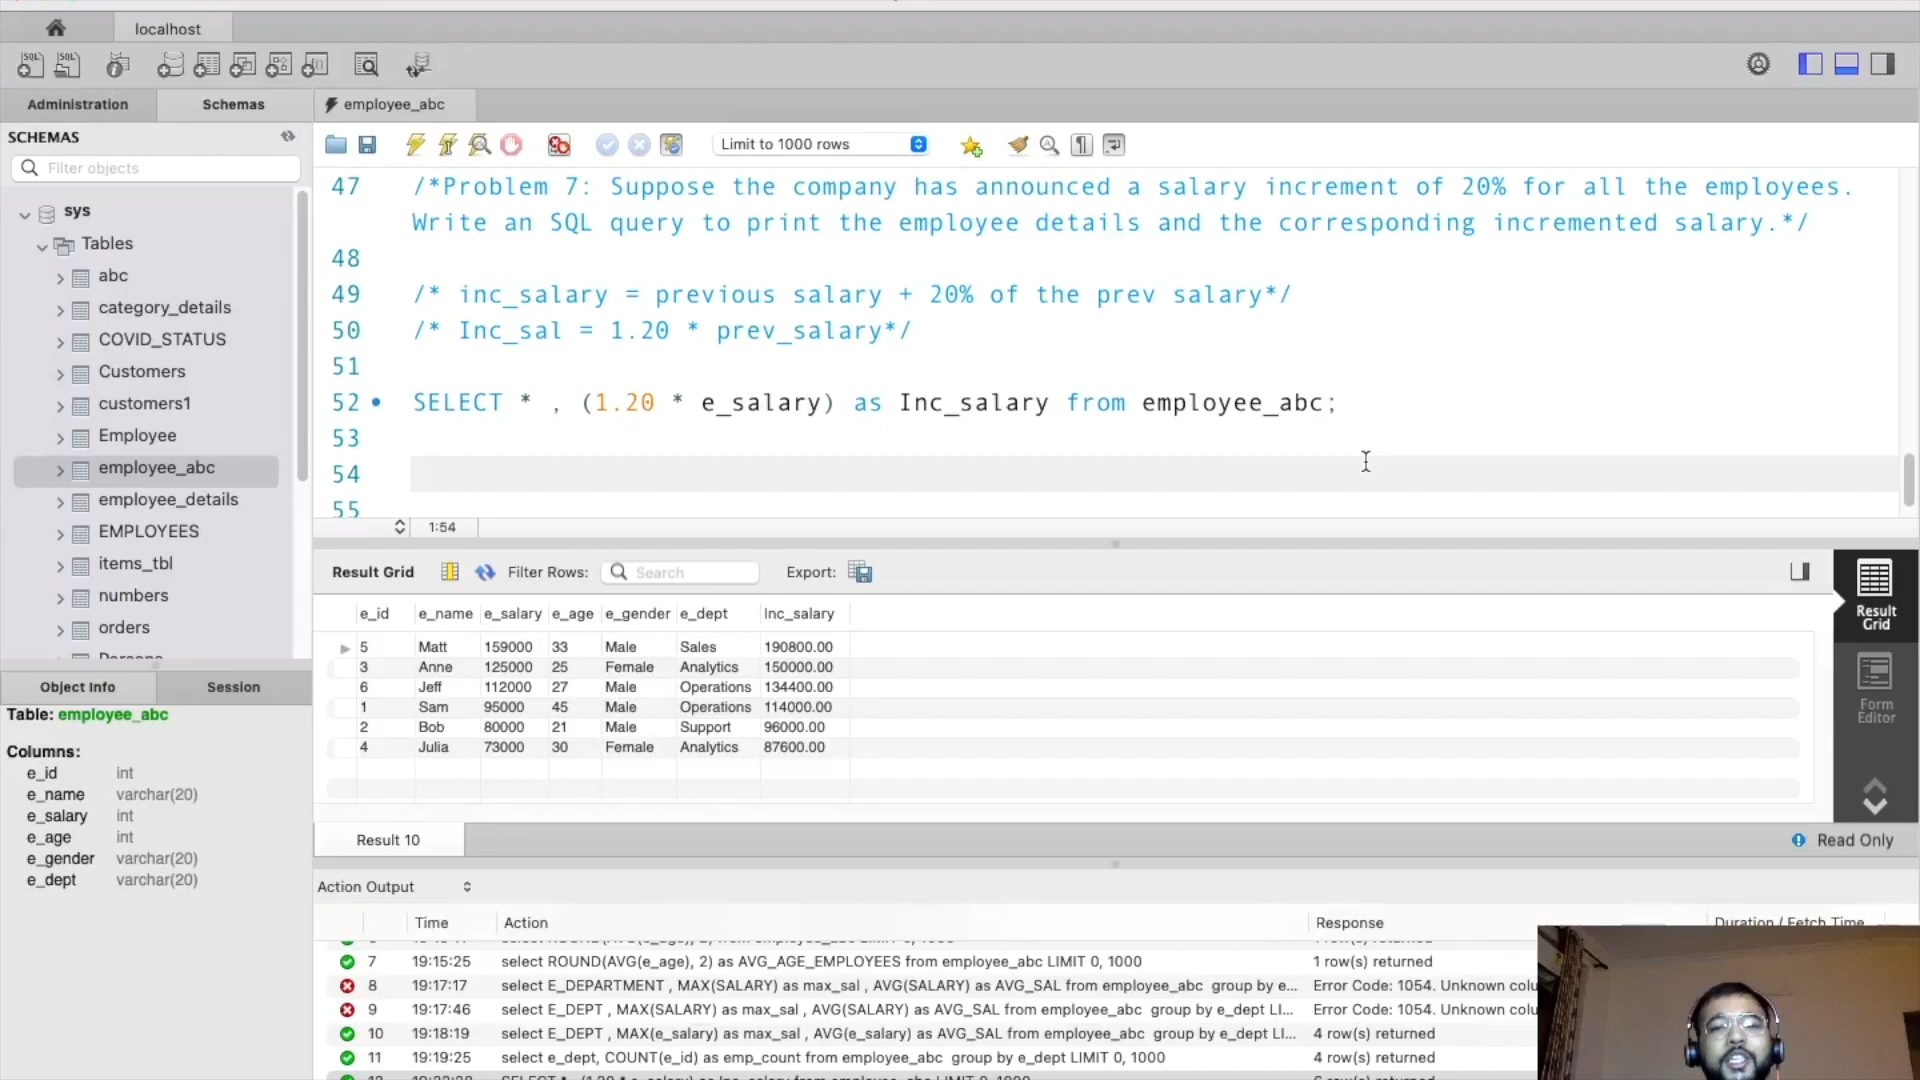 localhost
Administration
Schemas
employee_abc
SCHEMAS
Filter objects
sys
Tables
abc
category_details
COVID_STATUS
Customers
customers1
Employee
employee_abc
employee_details
EMPLOYEES
items_tbl
numbers
orders
Object Info
Session
Table: employee_abc
Columns:
e_id int
e_name varchar(20)
e_salary int
e_age int
e_gender varchar(20)
e_dept varchar(20)
Limit to 1000 rows
47 /*Problem 7: Suppose the company has announced a salary increment of 20% for all the employees.
Write an SQL query to print the employee details and the corresponding incremented salary.*/
48
49 /* inc_salary = previous salary + 20% of the prev salary*/
50 /* Inc_sal = 1.20 * prev_salary*/
51
52 SELECT * , (1.20 * e_salary) as Inc_salary from employee_abc;
53
54
55
1:54
Result Grid
Filter Rows:
Search
Export:
e_id e_name e_salary e_age e_gender e_dept Inc_salary
5 Matt 159000 33 Male Sales 190800.00
3 Anne 125000 25 Female Analytics 150000.00
6 Jeff 112000 27 Male Operations 134400.00
1 Sam 95000 45 Male Operations 114000.00
2 Bob 80000 21 Male Support 96000.00
4 Julia 73000 30 Female Analytics 87600.00
Result
Grid
Form
Editor
Result 10
Read Only
Action Output
Time Action Response Duration / Fetch Time
7 19:15:25 select ROUND(AVG(e_age), 2) as AVG_AGE_EMPLOYEES from employee_abc LIMIT 0, 1000 1 row(s) returned
8 19:17:17 select E_DEPARTMENT , MAX(SALARY) as max_sal , AVG(SALARY) as AVG_SAL from employee_abc group by e... Error Code: 1054. Unknown colu
9 19:17:46 select E_DEPT , MAX(SALARY) as max_sal , AVG(SALARY) as AVG_SAL from employee_abc group by e_dept LI... Error Code: 1054. Unknown colu
10 19:18:19 select E_DEPT , MAX(e_salary) as max_sal , AVG(e_salary) as AVG_SAL from employee_abc group by e_dept LI... 4 row(s) returned
11 19:19:25 select e_dept, COUNT(e_id) as emp_count from employee_abc group by e_dept LIMIT 0, 1000 4 row(s) returned